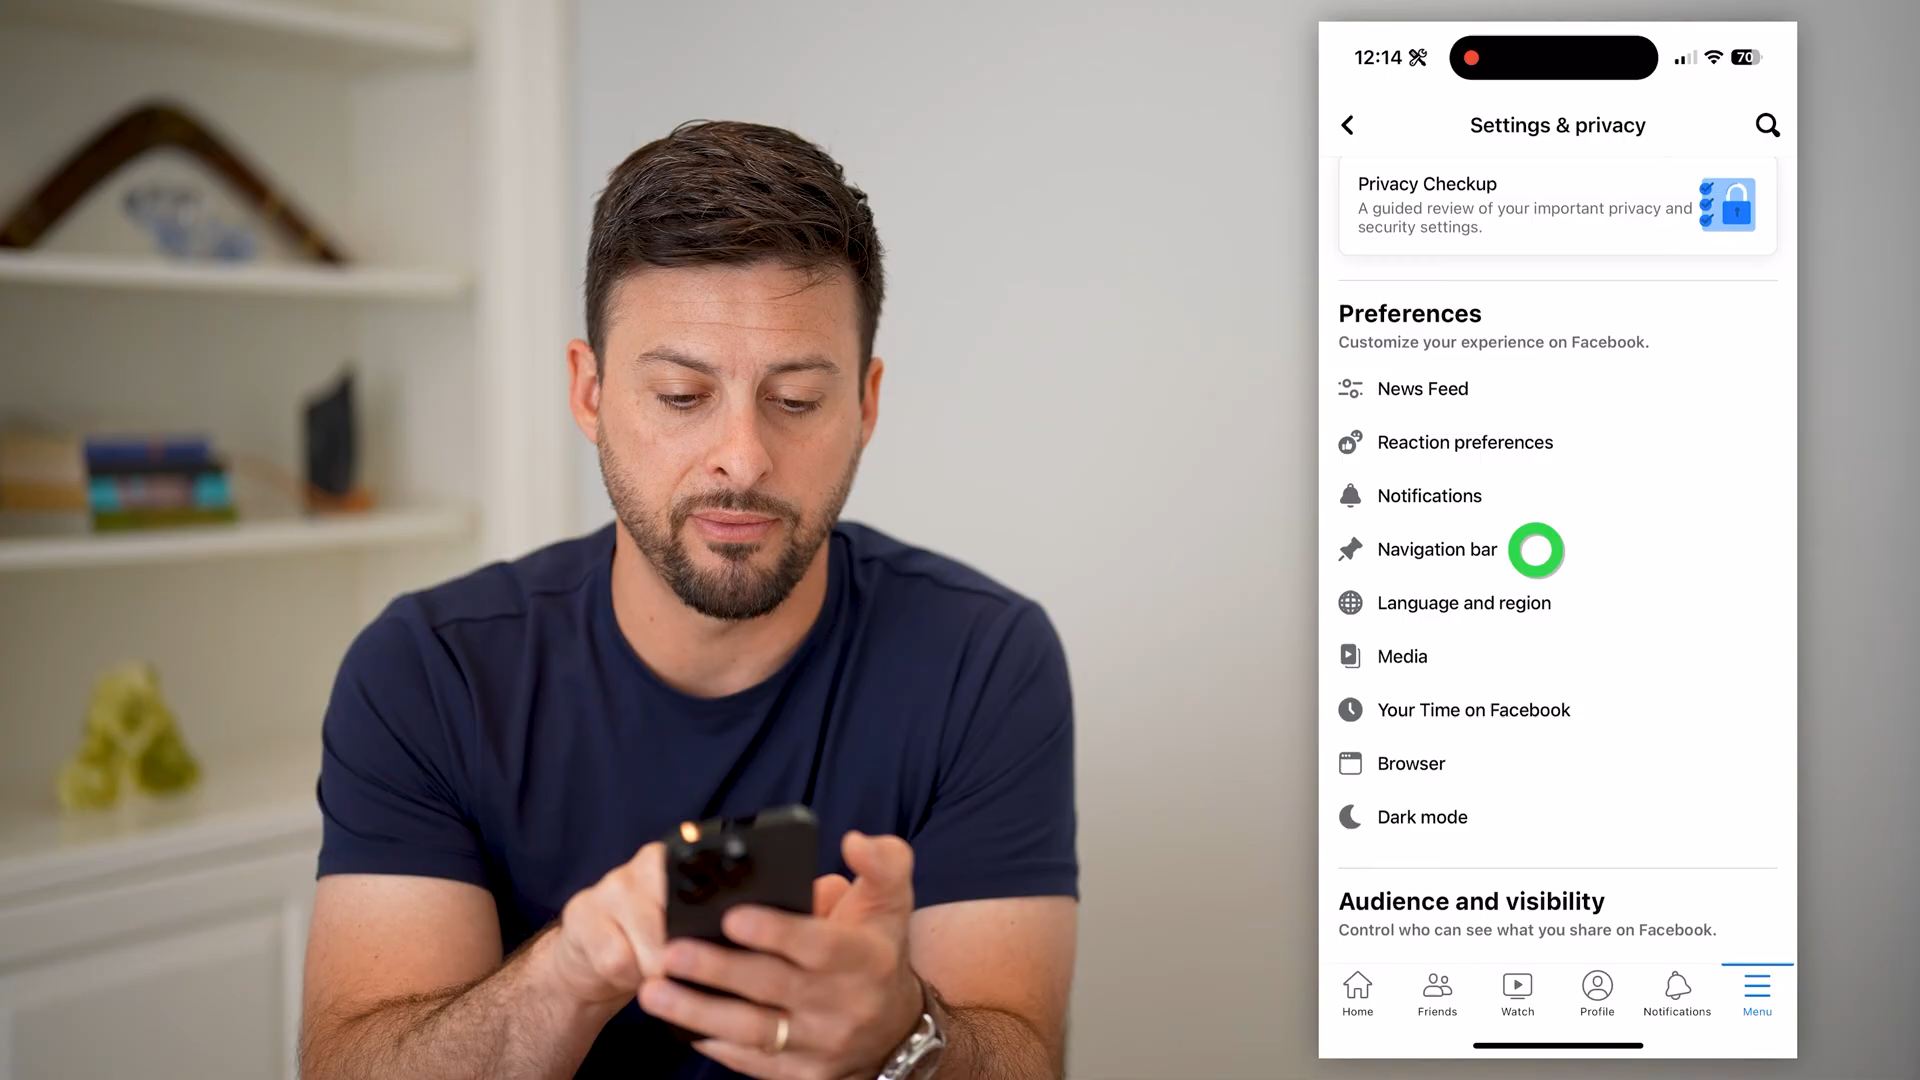 12:14
70
Settings & privacy
Privacy Checkup
A guided review of your important privacy and
security settings.
Preferences
Customize your experience on Facebook.
News Feed
Reaction preferences
Notifications
Navigation bar
Language and region
Media
Your Time on Facebook
Browser
Dark mode
Audience and visibility
Control who can see what you share on Facebook.
Home
Friends
Watch
Profile
Notifications
Menu